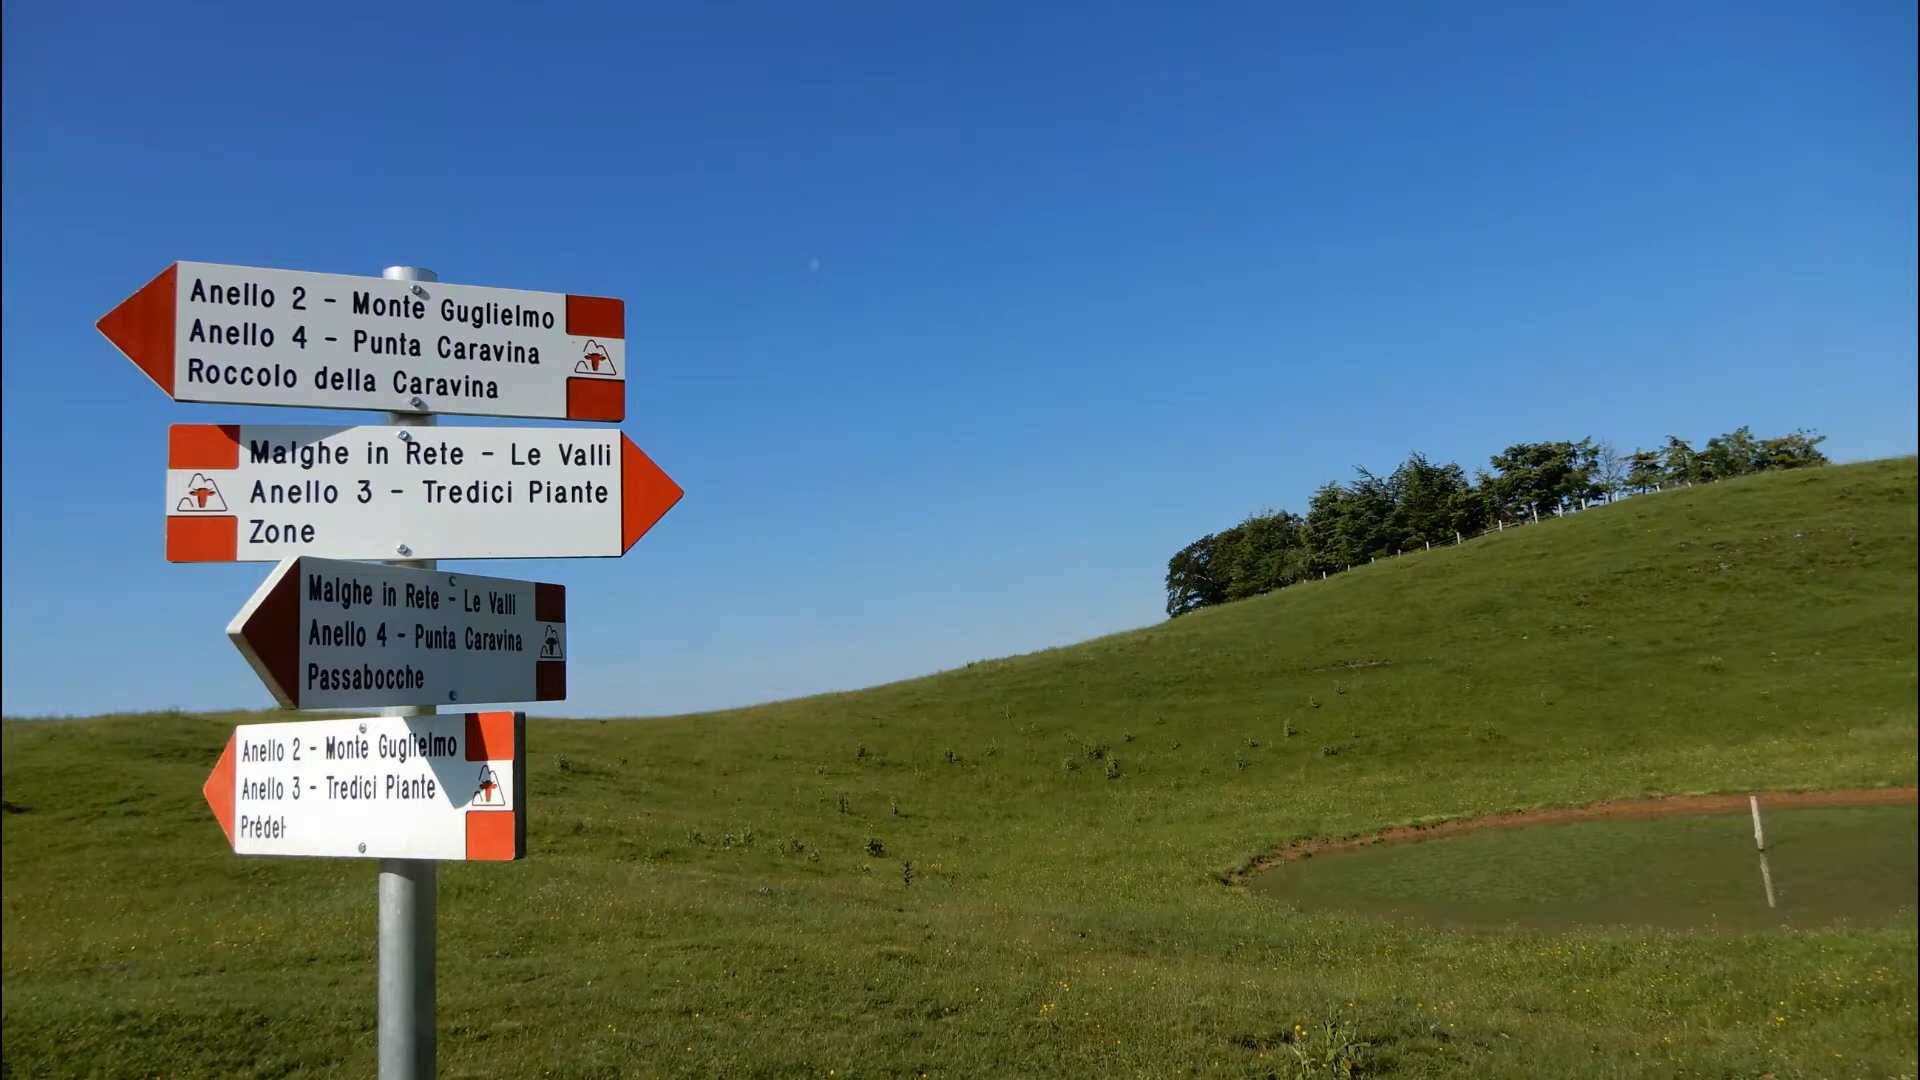 Anello 2 - Monte Guglielmo
Anello 4 - Punta Caravina
Roccolo della Caravina
Malghe in Rete - Le Valli
Anello 3 - Tredici Piante
Zone
Malghe in Rete - Le Valli
Anello 4 - Punta Caravina
Passabocche
Anello 2 - Monte Guglielmo
Anello 3 - Tredici Piante